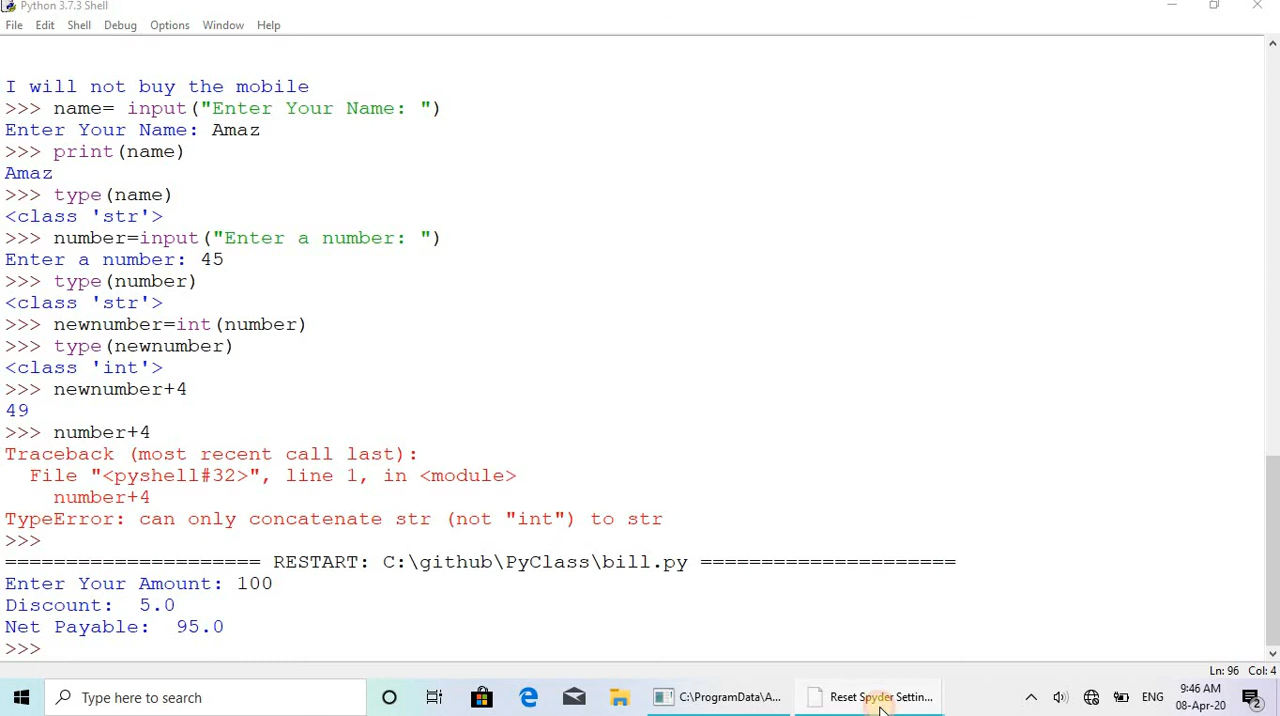 Python 3.7.3 Shell
File Edit Shell Debug Options Window Help
I will not buy the mobile
>>> name= input("Enter Your Name: ")
Enter Your Name: Amaz
>>> print(name)
Amaz
>>> type(name)
<class 'str'>
>>> number=input("Enter a number: ")
Enter a number: 45
>>> type(number)
<class 'str'>
>>> newnumber=int(number)
>>> type(newnumber)
<class 'int'>
>>> newnumber+4
49
>>> number+4
Traceback (most recent call last):
  File "<pyshell#32>", line 1, in <module>
    number+4
TypeError: can only concatenate str (not "int") to str
>>>
===================== RESTART: C:\github\PyClass\bill.py =====================
Enter Your Amount: 100
Discount:  5.0
Net Payable:  95.0
>>>
Ln: 96 Col: 4
Type here to search
C:\ProgramData\A...
Reset Spyder Settin...
ENG
9:46 AM
08-Apr-20
2